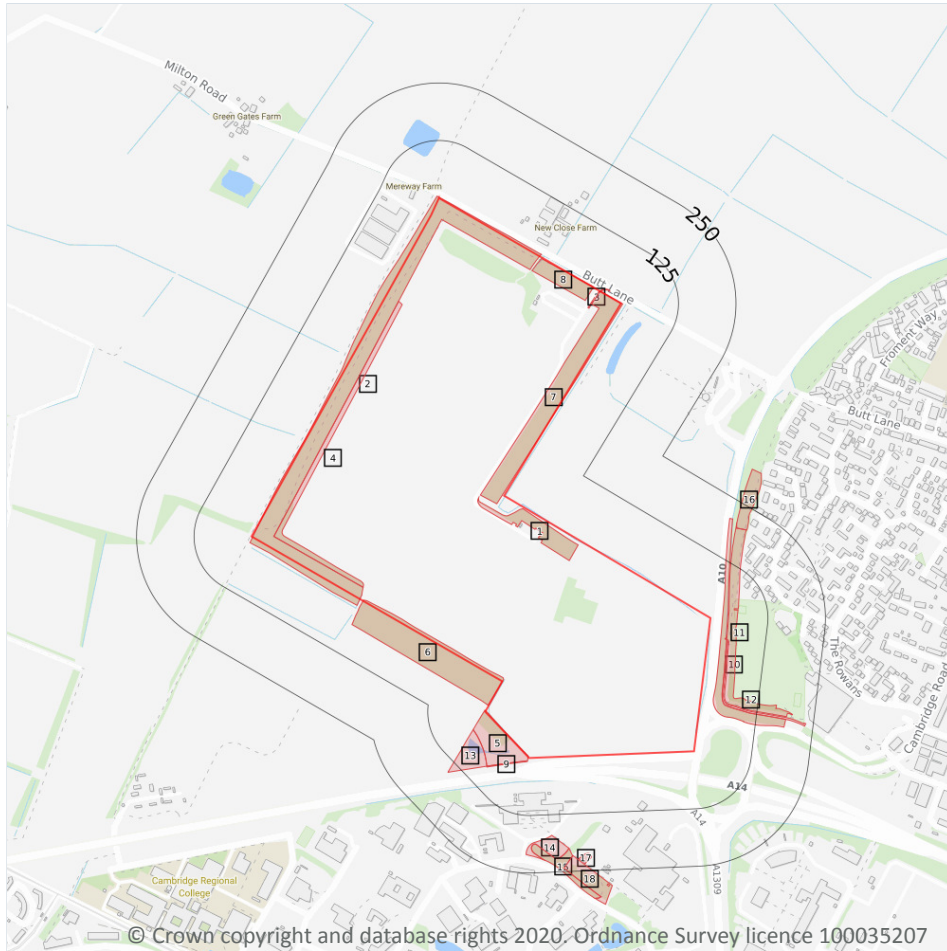 Milton Road
Green Gates Farm
Mereway Farm
New Close Farm
250
125
Butt Lane
8
3
Froment Way
2
7
Butt Lane
4
16
1
A10
11
6
10
The Rowans
12
Cambridge Road
5
13
9
A14
A14
14
17
15
18
A1309
Cambridge Regional
College
© Crown copyright and database rights 2020. Ordnance Survey licence 100035207